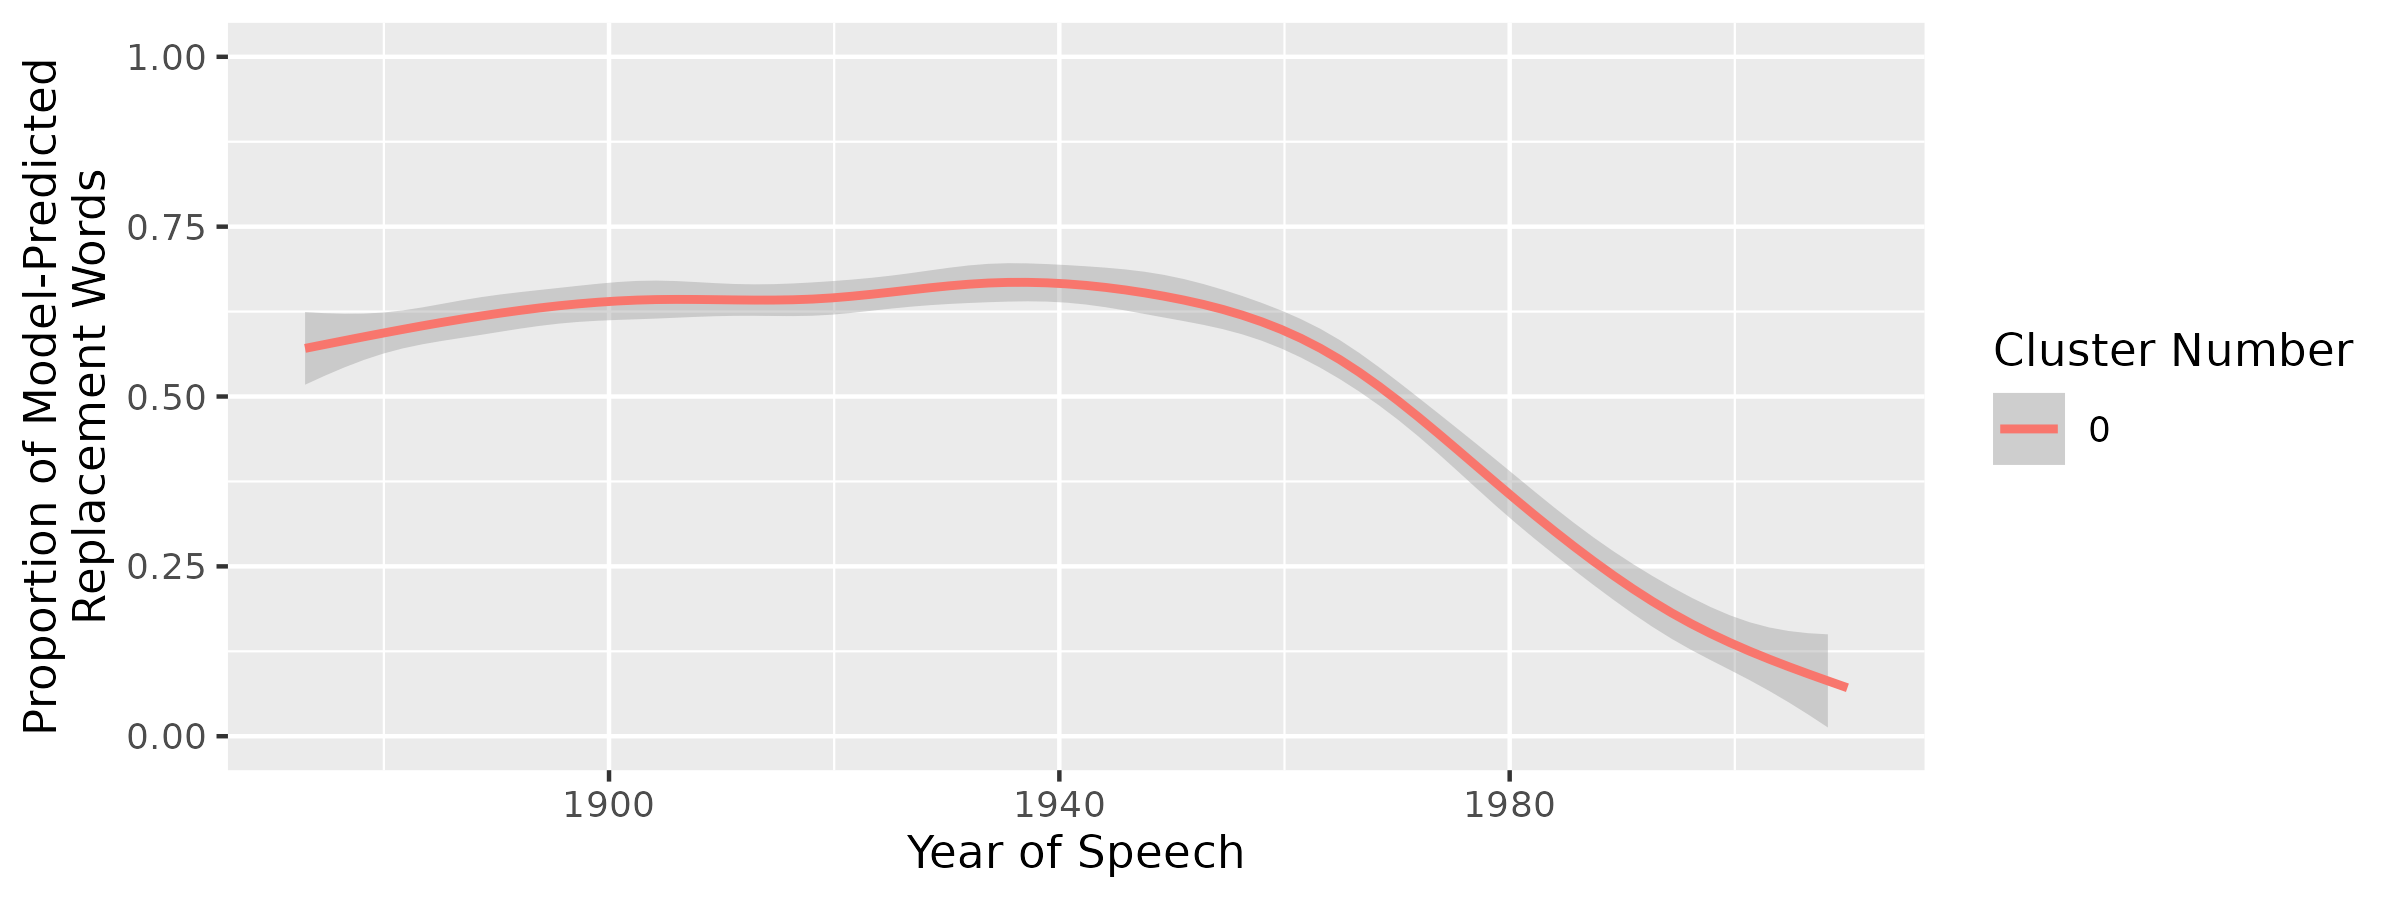 Proportion of Model-Predicted
Replacement Words
1.00
0.75
0.50
0.25
0.00
1900
1940
1980
Year of Speech
Cluster Number
0